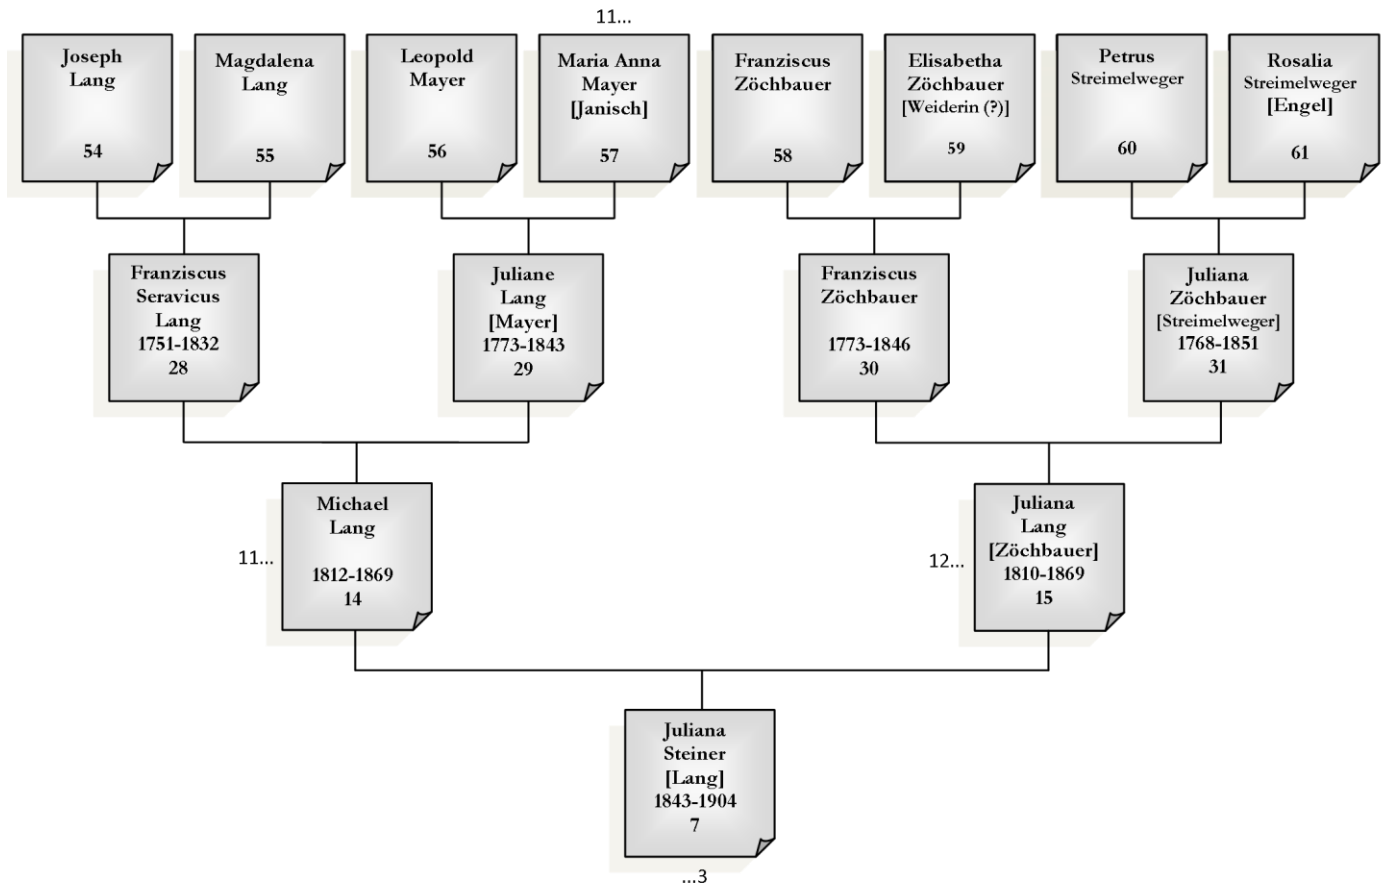 11...
Joseph
Lang
54
Magdalena
Lang
55
Leopold
Mayer
56
Maria Anna
Mayer
[Janisch]
57
Franziscus
Zöchbauer
58
Elisabetha
Zöchbauer
[Weiderin (?)]
59
Petrus
Streimelweger
60
Rosalia
Streimelweger
[Engel]
61
Franziscus
Seravicus
Lang
1751-1832
28
Juliane
Lang
[Mayer]
1773-1843
29
Franziscus
Zöchbauer
1773-1846
30
Juliana
Zöchbauer
[Streimelweger]
1768-1851
31
11...
Michael
Lang
1812-1869
14
12...
Juliana
Lang
[Zöchbauer]
1810-1869
15
Juliana
Steiner
[Lang]
1843-1904
7
...3